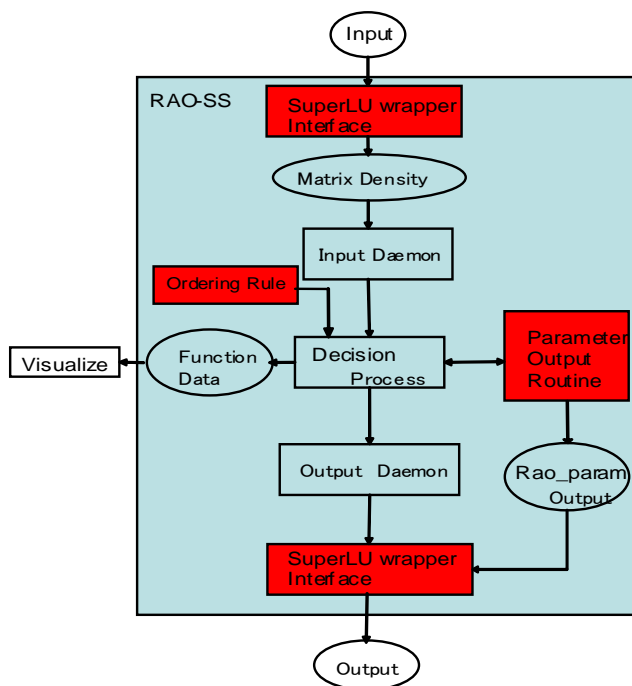 Input
RAO-SS
SuperLU wrapper
Interface
Matrix Density
Input Daemon
Ordering Rule
Visualize
Function
Data
Decision
Process
Parameter
Output
Routine
Output Daemon
Rao_param
Output
SuperLU wrapper
Interface
Output